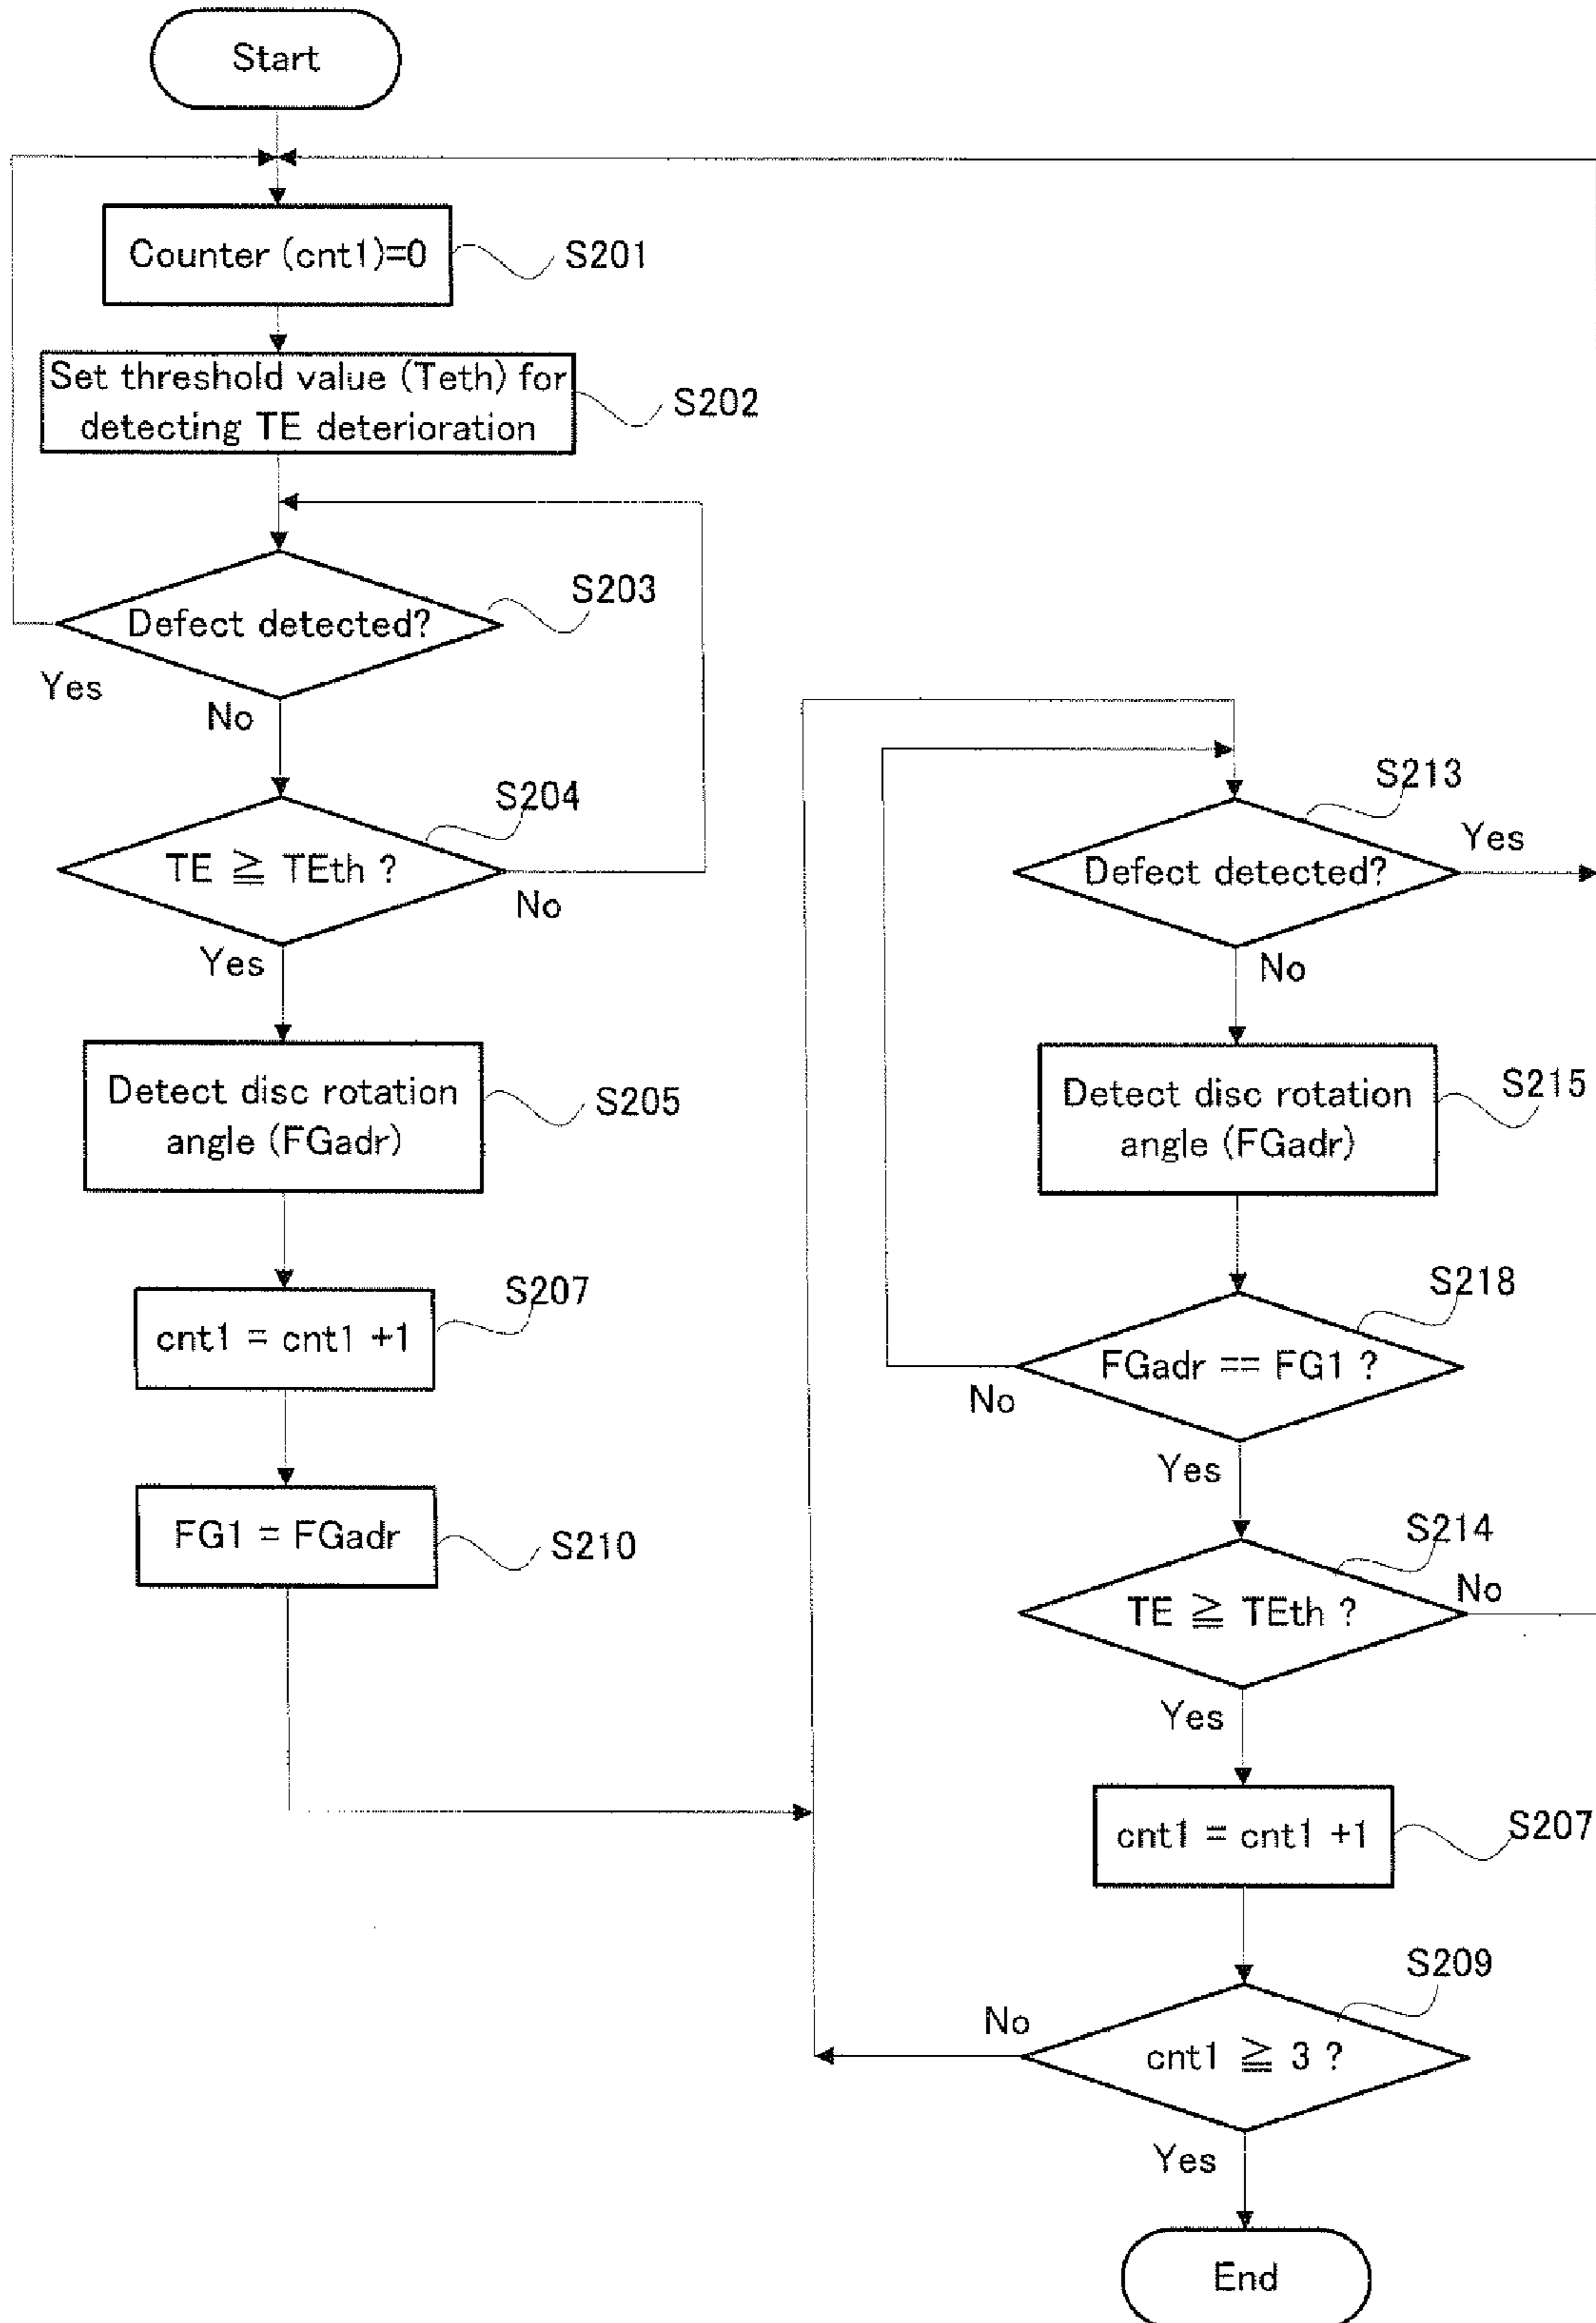 Start
Counter (cnt1)=0
S201
Set threshold value (Teth) for
detecting TE deterioration
S202
Defect detected?
S203
Yes
No
TE ≧ TEth ?
S204
No
Yes
Detect disc rotation
angle (FGadr)
S205
cnt1 = cnt1 +1
S207
FG1 = FGadr
S210
Defect detected?
S213
Yes
No
Detect disc rotation
angle (FGadr)
S215
FGadr == FG1 ?
S218
No
Yes
TE ≧ TEth ?
S214
No
Yes
cnt1 = cnt1 +1
S207
cnt1 ≧ 3 ?
S209
No
Yes
End